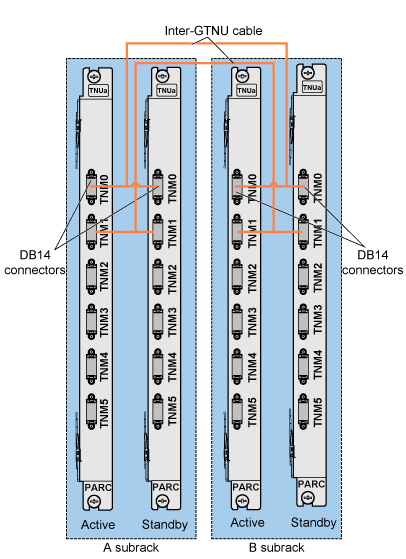 Inter-GTNU cable
TNUa
TNUa
TNUa
TNUa
TNM0
TNM0
TNM0
TNM0
TNM1
TNM1
TNM1
TNM1
DB14
connectors
DB14
connectors
TNM2
TNM2
TNM2
TNM2
TNM3
TNM3
TNM3
TNM3
TNM4
TNM4
TNM4
TNM4
TNM5
TNM5
TNM5
TNM5
PARC
PARC
PARC
PARC
Active
Standby
Active
Standby
A subrack
B subrack